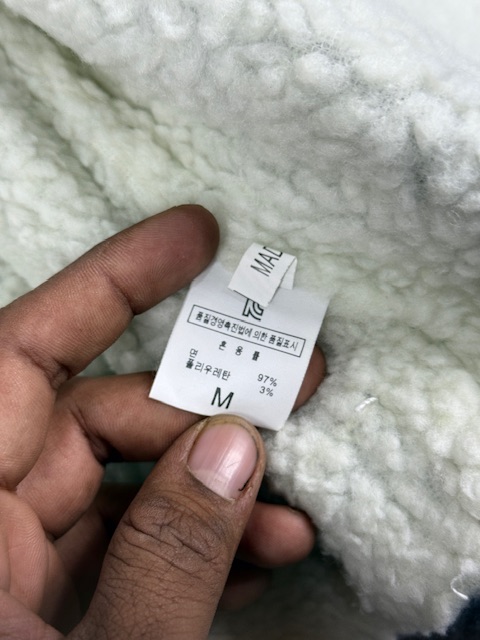 MAD
품질경영촉진법에 의한 품질표시
혼 용 률
면 97%
폴리우레탄 3%
M